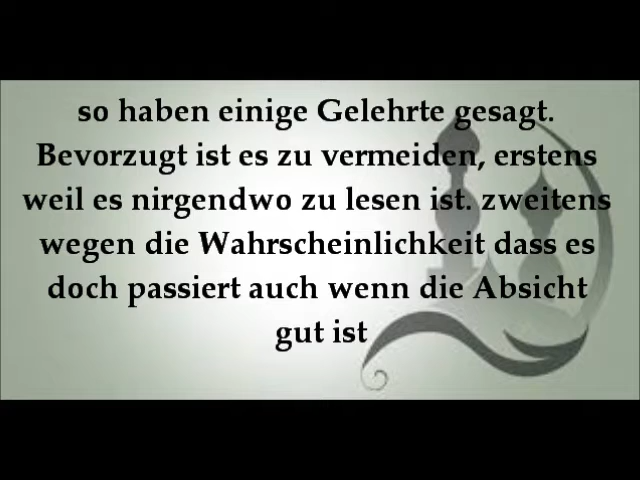 so haben einige Gelehrte gesagt.
Bevorzugt ist es zu vermeiden, erstens
weil es nirgendwo zu lesen ist. zweitens
wegen die Wahrscheinlichkeit dass es
doch passiert auch wenn die Absicht
gut ist